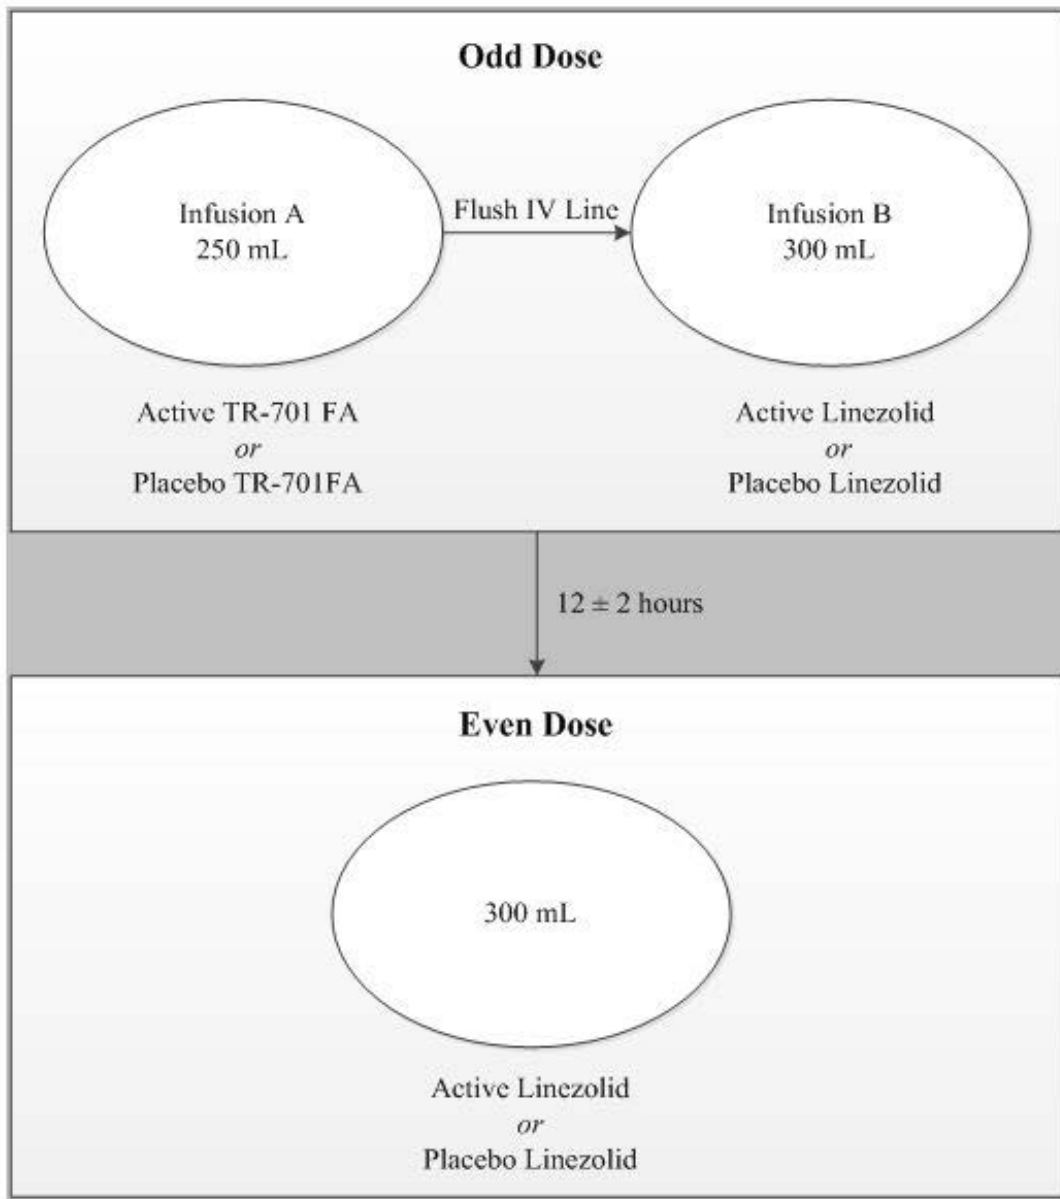 Odd Dose
Infusion A
250 mL
Flush IV Line
Infusion B
300 mL
Active TR-701 FA
or
Placebo TR-701FA
Active Linezolid
or
Placebo Linezolid
12 ± 2 hours
Even Dose
300 mL
Active Linezolid
or
Placebo Linezolid